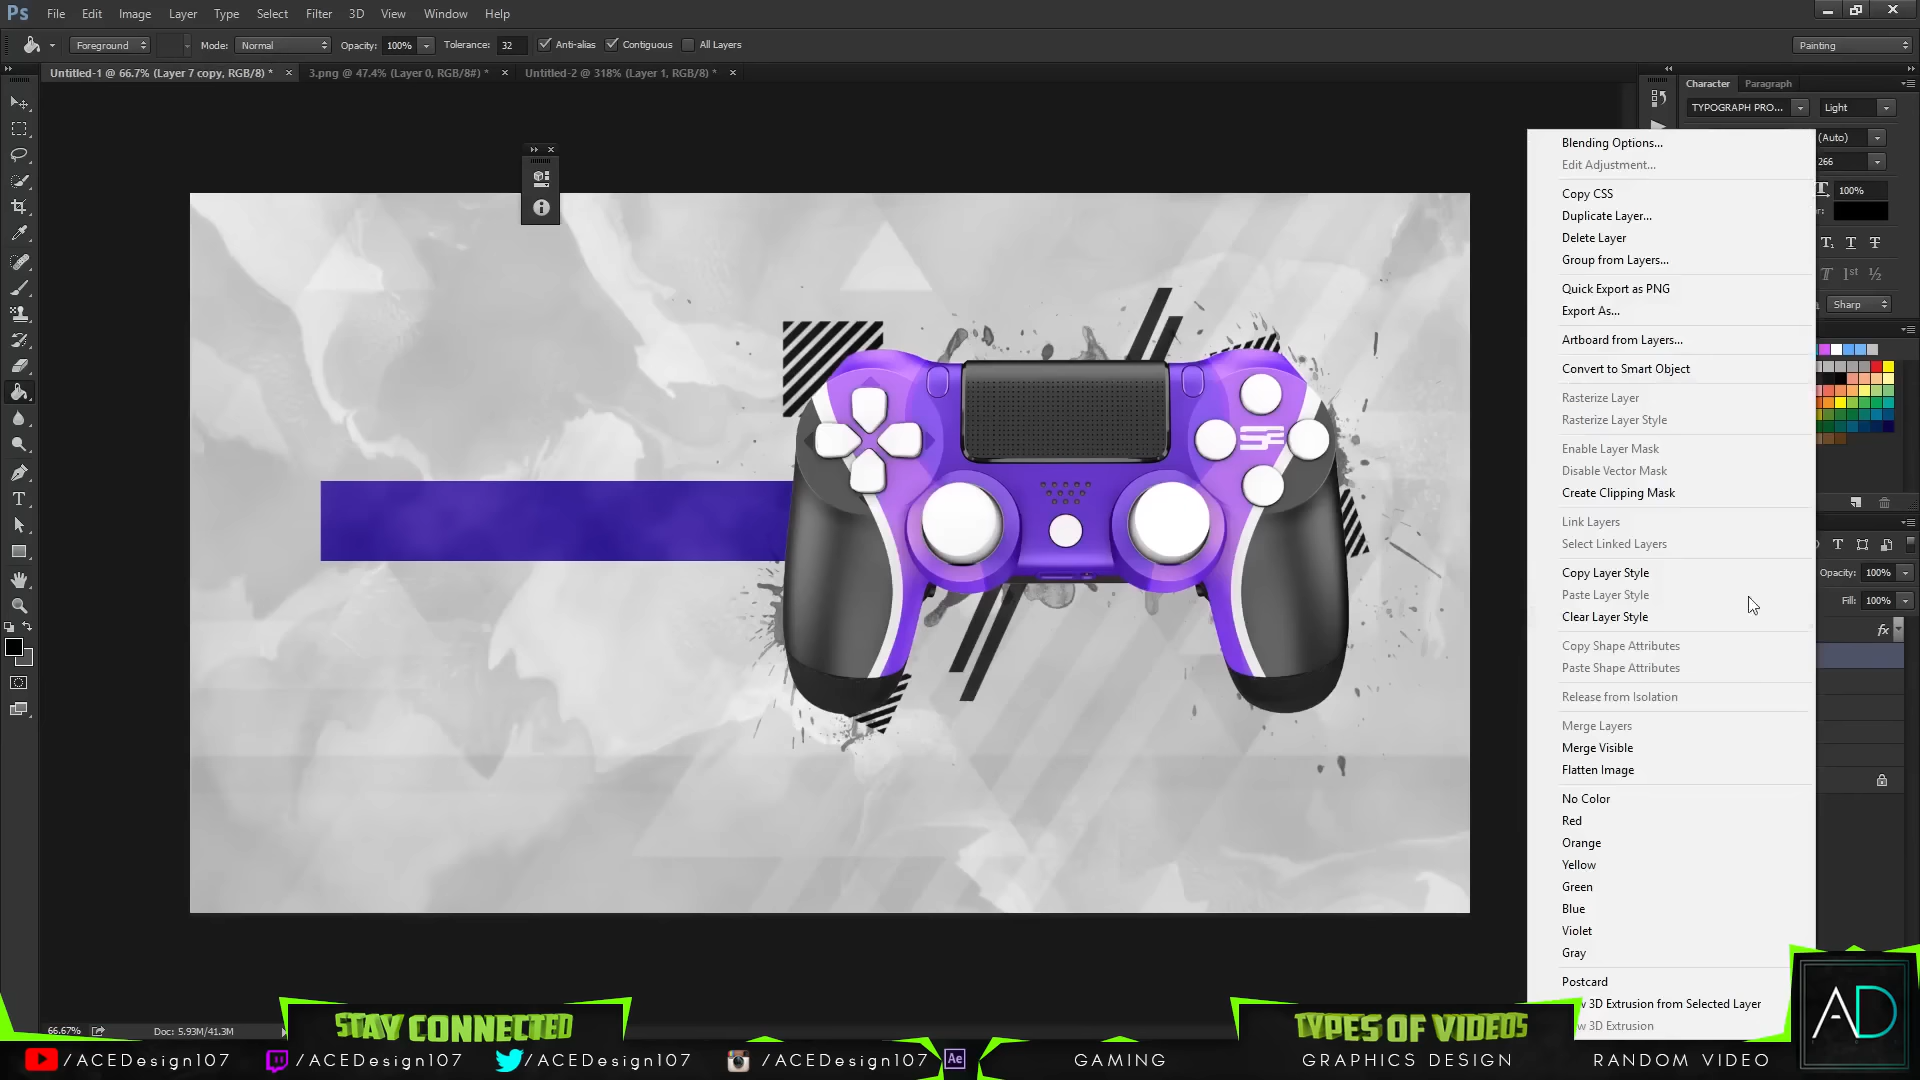 Ps File Edit Image Layer Type Select Filter 3D View Window Help
Foreground Mode: Normal Opacity: 100% Tolerance: 32 Anti-alias Contiguous All Layers Painting
Untitled-1 @ 66.7% (Layer 7 copy, RGB/8) * 3.png @ 47.4% (Layer 0, RGB/8#) * Untitled-2 @ 318% (Layer 1, RGB/8) *
Character Paragraph
TYPOGRAPH PRO... Light
(Auto)
266
100%
Sharp
Opacity: 100%
Fill: 100%
fx
Blending Options...
Edit Adjustment...
Copy CSS
Duplicate Layer...
Delete Layer
Group from Layers...
Quick Export as PNG
Export As...
Artboard from Layers...
Convert to Smart Object
Rasterize Layer
Rasterize Layer Style
Enable Layer Mask
Disable Vector Mask
Create Clipping Mask
Link Layers
Select Linked Layers
Copy Layer Style
Paste Layer Style
Clear Layer Style
Copy Shape Attributes
Paste Shape Attributes
Release from Isolation
Merge Layers
Merge Visible
Flatten Image
No Color
Red
Orange
Yellow
Green
Blue
Violet
Gray
Postcard
3D Extrusion from Selected Layer
3D Extrusion
SF
66.67% Doc: 5.93M/41.3M
STAY CONNECTED
TYPES OF VIDEOS
/ACEDesign107 /ACEDesign107 /ACEDesign107 /ACEDesign107 Ae GAMING GRAPHICS DESIGN RANDOM VIDEO
AD